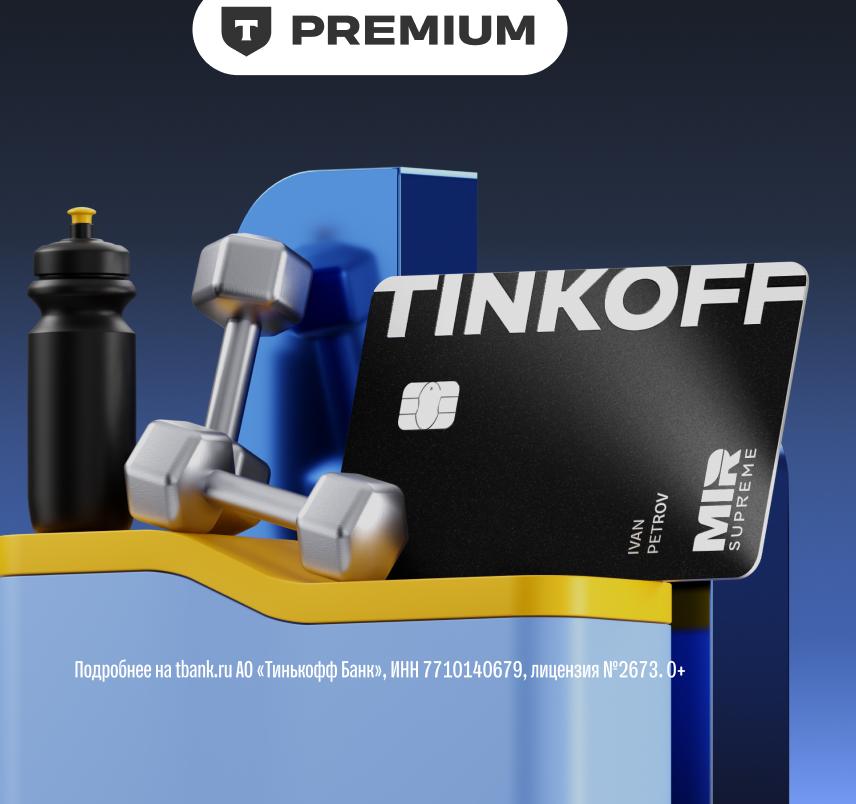 T PREMIUM
TINKOFF
IVAN
PETROV
MIR
SUPREME
Подробнее на tbank.ru АО «Тинькофф Банк», ИНН 7710140679, лицензия №2673. 0+